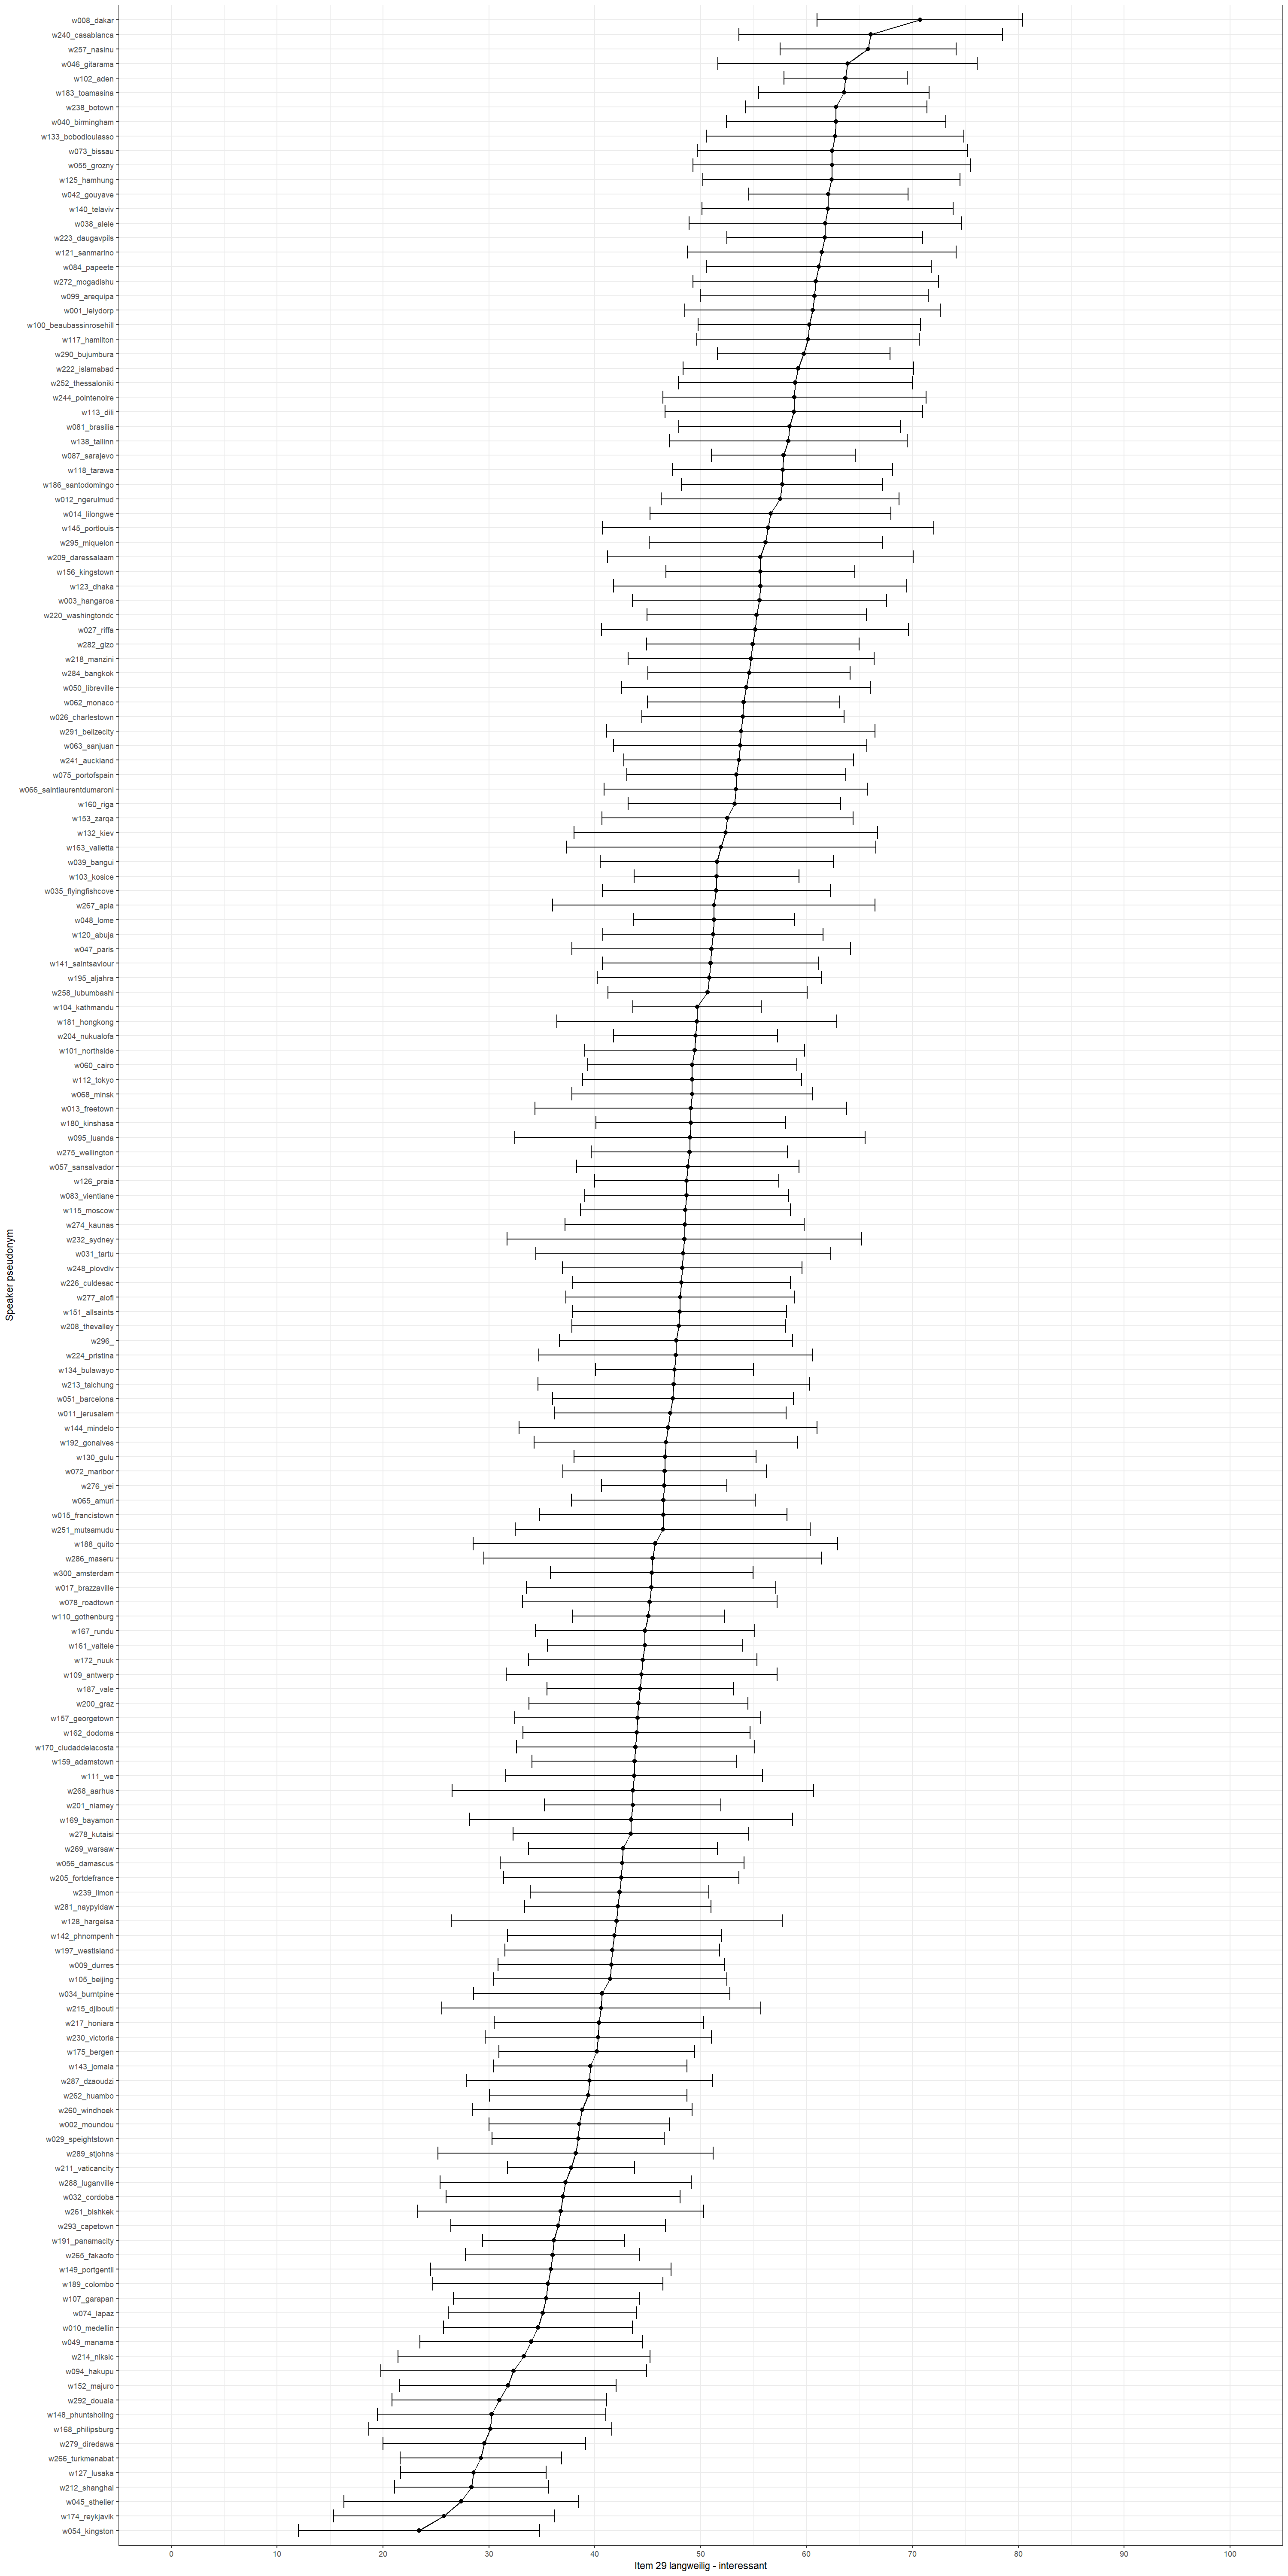 w008_dakar
w240_casablanca
w257_nasinu
w046_gitarama
w102_aden
w183_toamasina
w238_botown
w040_birmingham
w133_bobodioulasso
w073_bissau
w055_grozny
w125_hamhung
w042_gouyave
w140_telaviv
w038_alele
w223_daugavpils
w121_sanmarino
w084_papeete
w272_mogadishu
w099_arequipa
w001_lelydorp
w100_beaubassinrosehill
w117_hamilton
w290_bujumbura
w222_islamabad
w252_thessaloniki
w244_pointenoire
w113_dili
w081_brasilia
w138_tallinn
w087_sarajevo
w118_tarawa
w186_santodomingo
w012_ngerulmud
w014_lilongwe
w145_portlouis
w295_miquelon
w209_daressalaam
w156_kingstown
w123_dhaka
w003_hangaroa
w220_washingtondc
w027_riffa
w282_gizo
w218_manzini
w284_bangkok
w050_libreville
w062_monaco
w026_charlestown
w291_belizecity
w063_sanjuan
w241_auckland
w075_portofspain
w066_saintlaurentdumaroni
w160_riga
w153_zarqa
w132_kiev
w163_valletta
w039_bangui
w103_kosice
w035_flyingfishcove
w267_apia
w048_lome
w120_abuja
w047_paris
w141_saintsaviour
w195_aljahra
w258_lubumbashi
w104_kathmandu
w181_hongkong
w204_nukualofa
w101_northside
w060_cairo
w112_tokyo
w068_minsk
w013_freetown
w180_kinshasa
w095_luanda
w275_wellington
w057_sansalvador
w126_praia
w083_vientiane
w115_moscow
w274_kaunas
w232_sydney
w031_tartu
w248_plovdiv
w226_culdesac
w277_alofi
w151_allsaints
w208_thevalley
w296_
w224_pristina
w134_bulawayo
w213_taichung
w051_barcelona
w011_jerusalem
w144_mindelo
w192_gonaives
w130_gulu
w072_maribor
w276_yei
w065_amuri
w015_francistown
w251_mutsamudu
w188_quito
w286_maseru
w300_amsterdam
w017_brazzaville
w078_roadtown
w110_gothenburg
w167_rundu
w161_vaitele
w172_nuuk
w109_antwerp
w187_vale
w200_graz
w157_georgetown
w162_dodoma
w170_ciudaddelacosta
w159_adamstown
w111_we
w268_aarhus
w201_niamey
w169_bayamon
w278_kutaisi
w269_warsaw
w056_damascus
w205_fortdefrance
w239_limon
w281_naypyidaw
w128_hargeisa
w142_phnompenh
w197_westisland
w009_durres
w105_beijing
w034_burntpine
w215_djibouti
w217_honiara
w230_victoria
w175_bergen
w143_jomala
w287_dzaoudzi
w262_huambo
w260_windhoek
w002_moundou
w029_speightstown
w289_stjohns
w211_vaticancity
w288_luganville
w032_cordoba
w261_bishkek
w293_capetown
w191_panamacity
w265_fakaofo
w149_portgentil
w189_colombo
w107_garapan
w074_lapaz
w010_medellin
w049_manama
w214_niksic
w094_hakupu
w152_majuro
w292_douala
w148_phuntsholing
w168_philipsburg
w279_diredawa
w266_turkmenabat
w127_lusaka
w212_shanghai
w045_sthelier
w174_reykjavik
w054_kingston
Speaker pseudonym
0 10 20 30 40 50 60 70 80 90 100
Item 29 langweilig - interessant